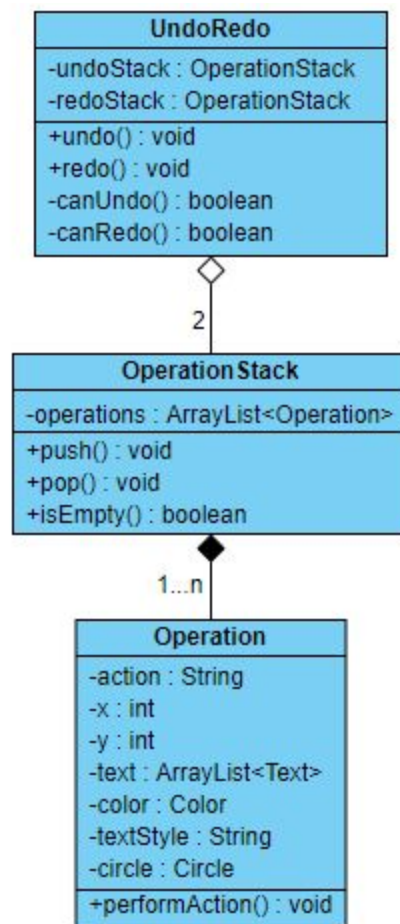 UndoRedo
-undoStack : OperationStack
-redoStack : OperationStack
+undo() : void
+redo() : void
-canUndo() : boolean
-canRedo() : boolean
2
OperationStack
-operations : ArrayList<Operation>
+push() : void
+pop() : void
+isEmpty() : boolean
1...n
Operation
-action : String
-x : int
-y : int
-text : ArrayList<Text>
-color : Color
-textStyle : String
-circle : Circle
+performAction() : void